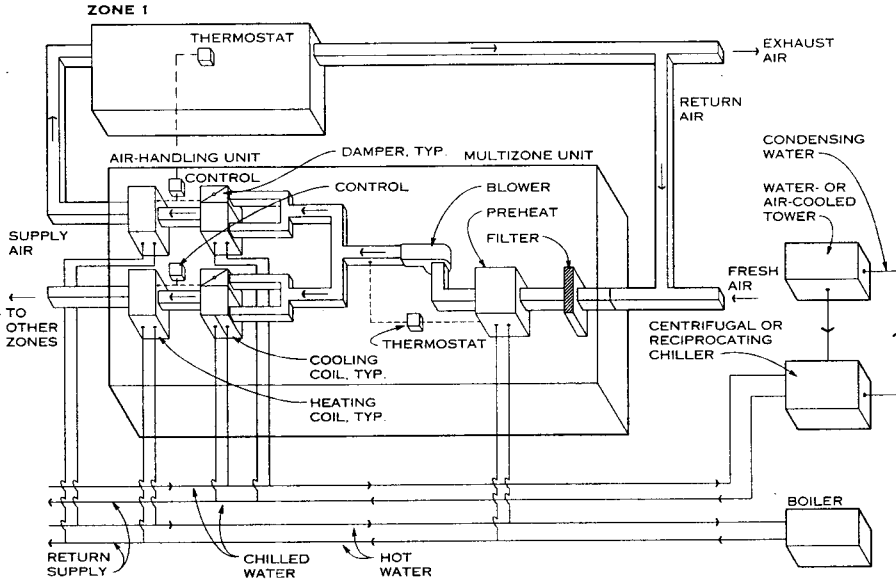 ZONE 1
THERMOSTAT
EXHAUST
AIR
RETURN
AIR
AIR-HANDLING UNIT
CONTROL
DAMPER, TYP.
CONTROL
MULTIZONE UNIT
BLOWER
PREHEAT
FILTER
CONDENSING
WATER
WATER- OR
AIR-COOLED
TOWER
SUPPLY
AIR
FRESH
AIR
TO
OTHER
ZONES
THERMOSTAT
CENTRIFUGAL OR
RECIPROCATING
CHILLER
COOLING
COIL, TYP.
HEATING
COIL, TYP.
BOILER
RETURN
SUPPLY
CHILLED
WATER
HOT
WATER